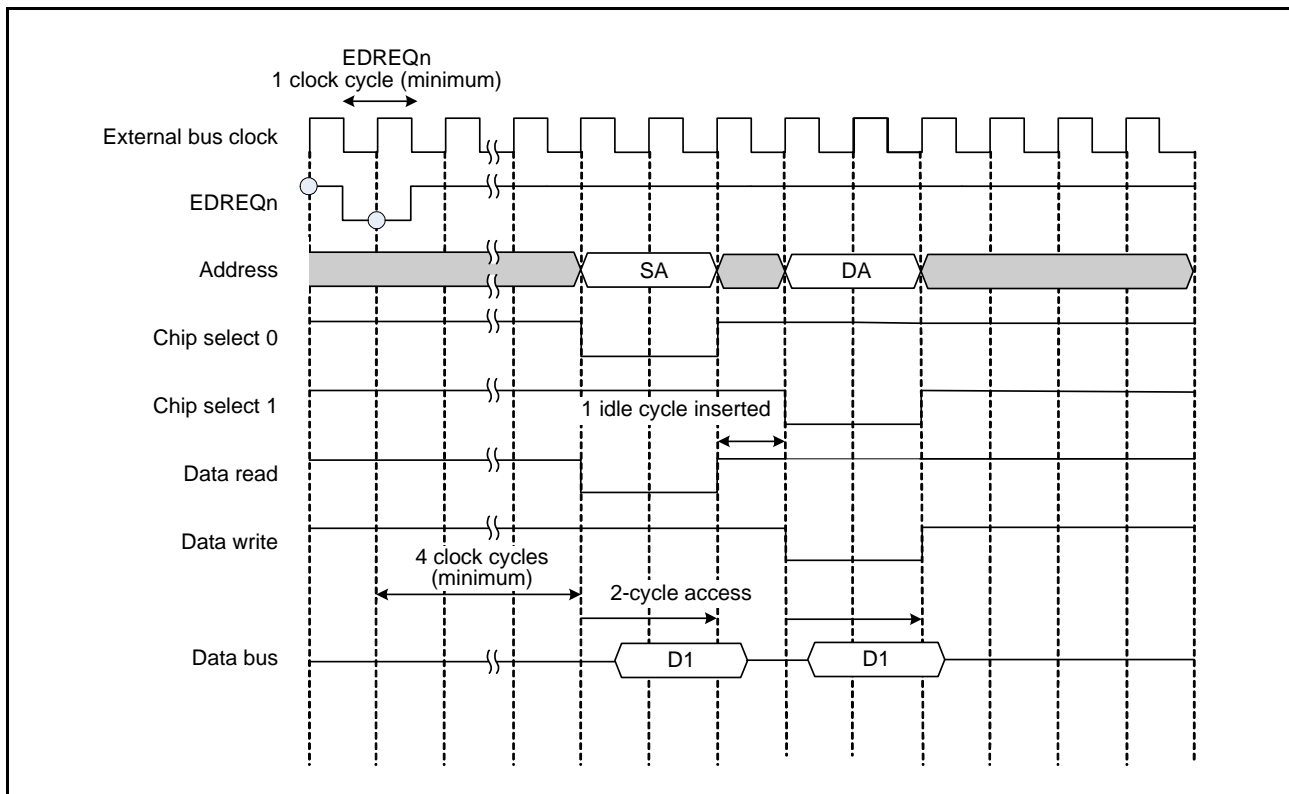 EDREQn
1 clock cycle (minimum)
External bus clock
EDREQn
Address
SA
DA
Chip select 0
Chip select 1
1 idle cycle inserted
Data read
Data write
4 clock cycles
(minimum)
2-cycle access
Data bus
D1
D1